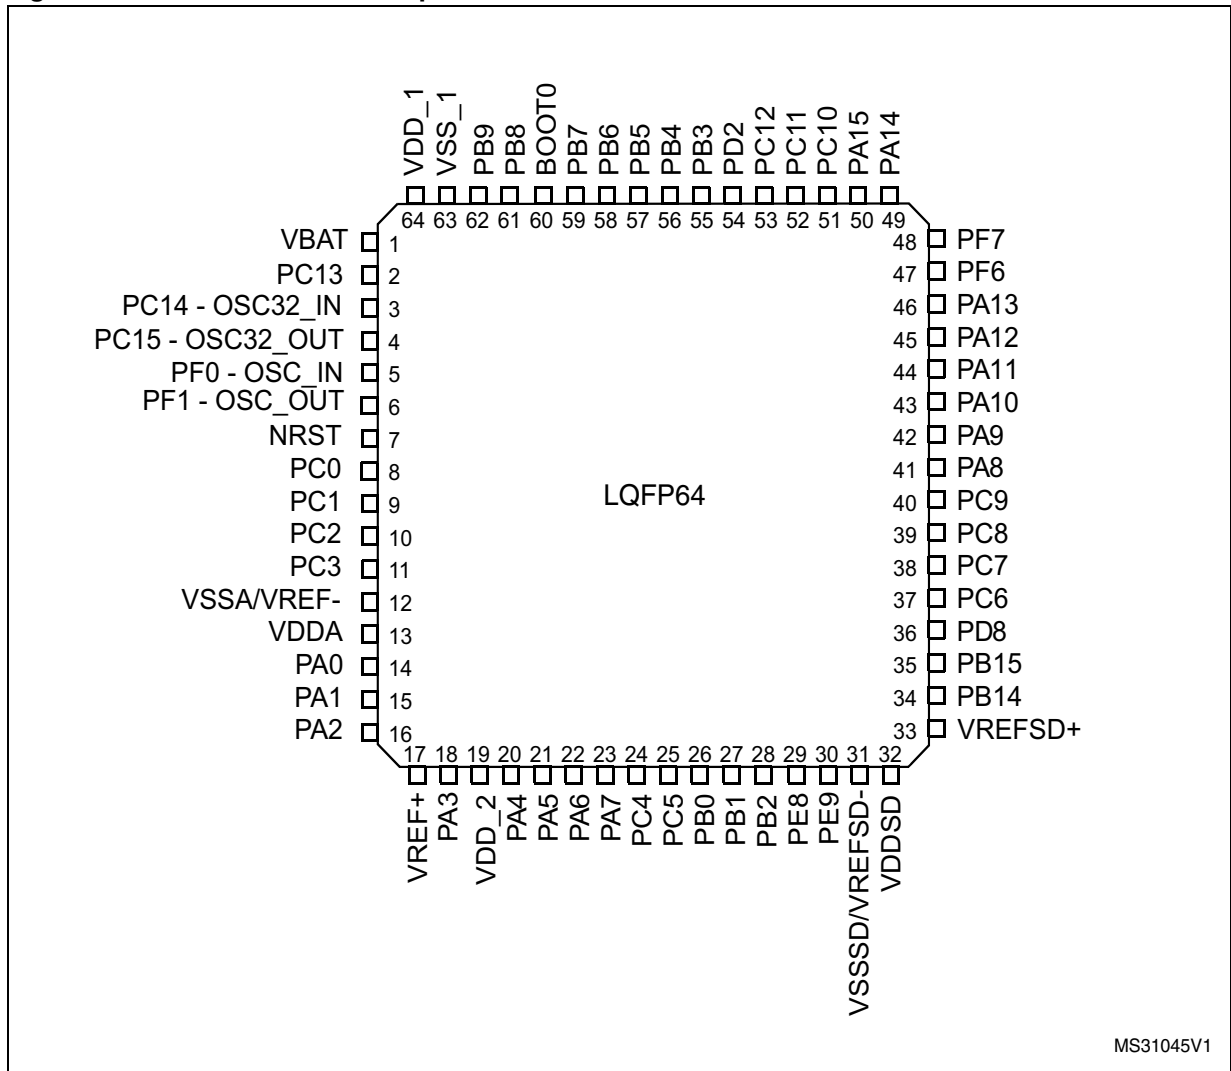 VDD_1
VSS_1
PB9
PB8
BOOT0
PB7
PB6
PB5
PB4
PB3
PD2
PC12
PC11
PC10
PA15
PA14
64 63 62 61 60 59 58 57 56 55 54 53 52 51 50 49
VBAT 1
PC13 2
PC14 - OSC32_IN 3
PC15 - OSC32_OUT 4
PF0 - OSC_IN 5
PF1 - OSC_OUT 6
NRST 7
PC0 8
PC1 9
PC2 10
PC3 11
VSSA/VREF- 12
VDDA 13
PA0 14
PA1 15
PA2 16
LQFP64
48 PF7
47 PF6
46 PA13
45 PA12
44 PA11
43 PA10
42 PA9
41 PA8
40 PC9
39 PC8
38 PC7
37 PC6
36 PD8
35 PB15
34 PB14
33 VREFSD+
17 18 19 20 21 22 23 24 25 26 27 28 29 30 31 32
VREF+
PA3
VDD_2
PA4
PA5
PA6
PA7
PC4
PC5
PB0
PB1
PB2
PE8
PE9
VSSSD/VREFSD-
VDDSD
MS31045V1